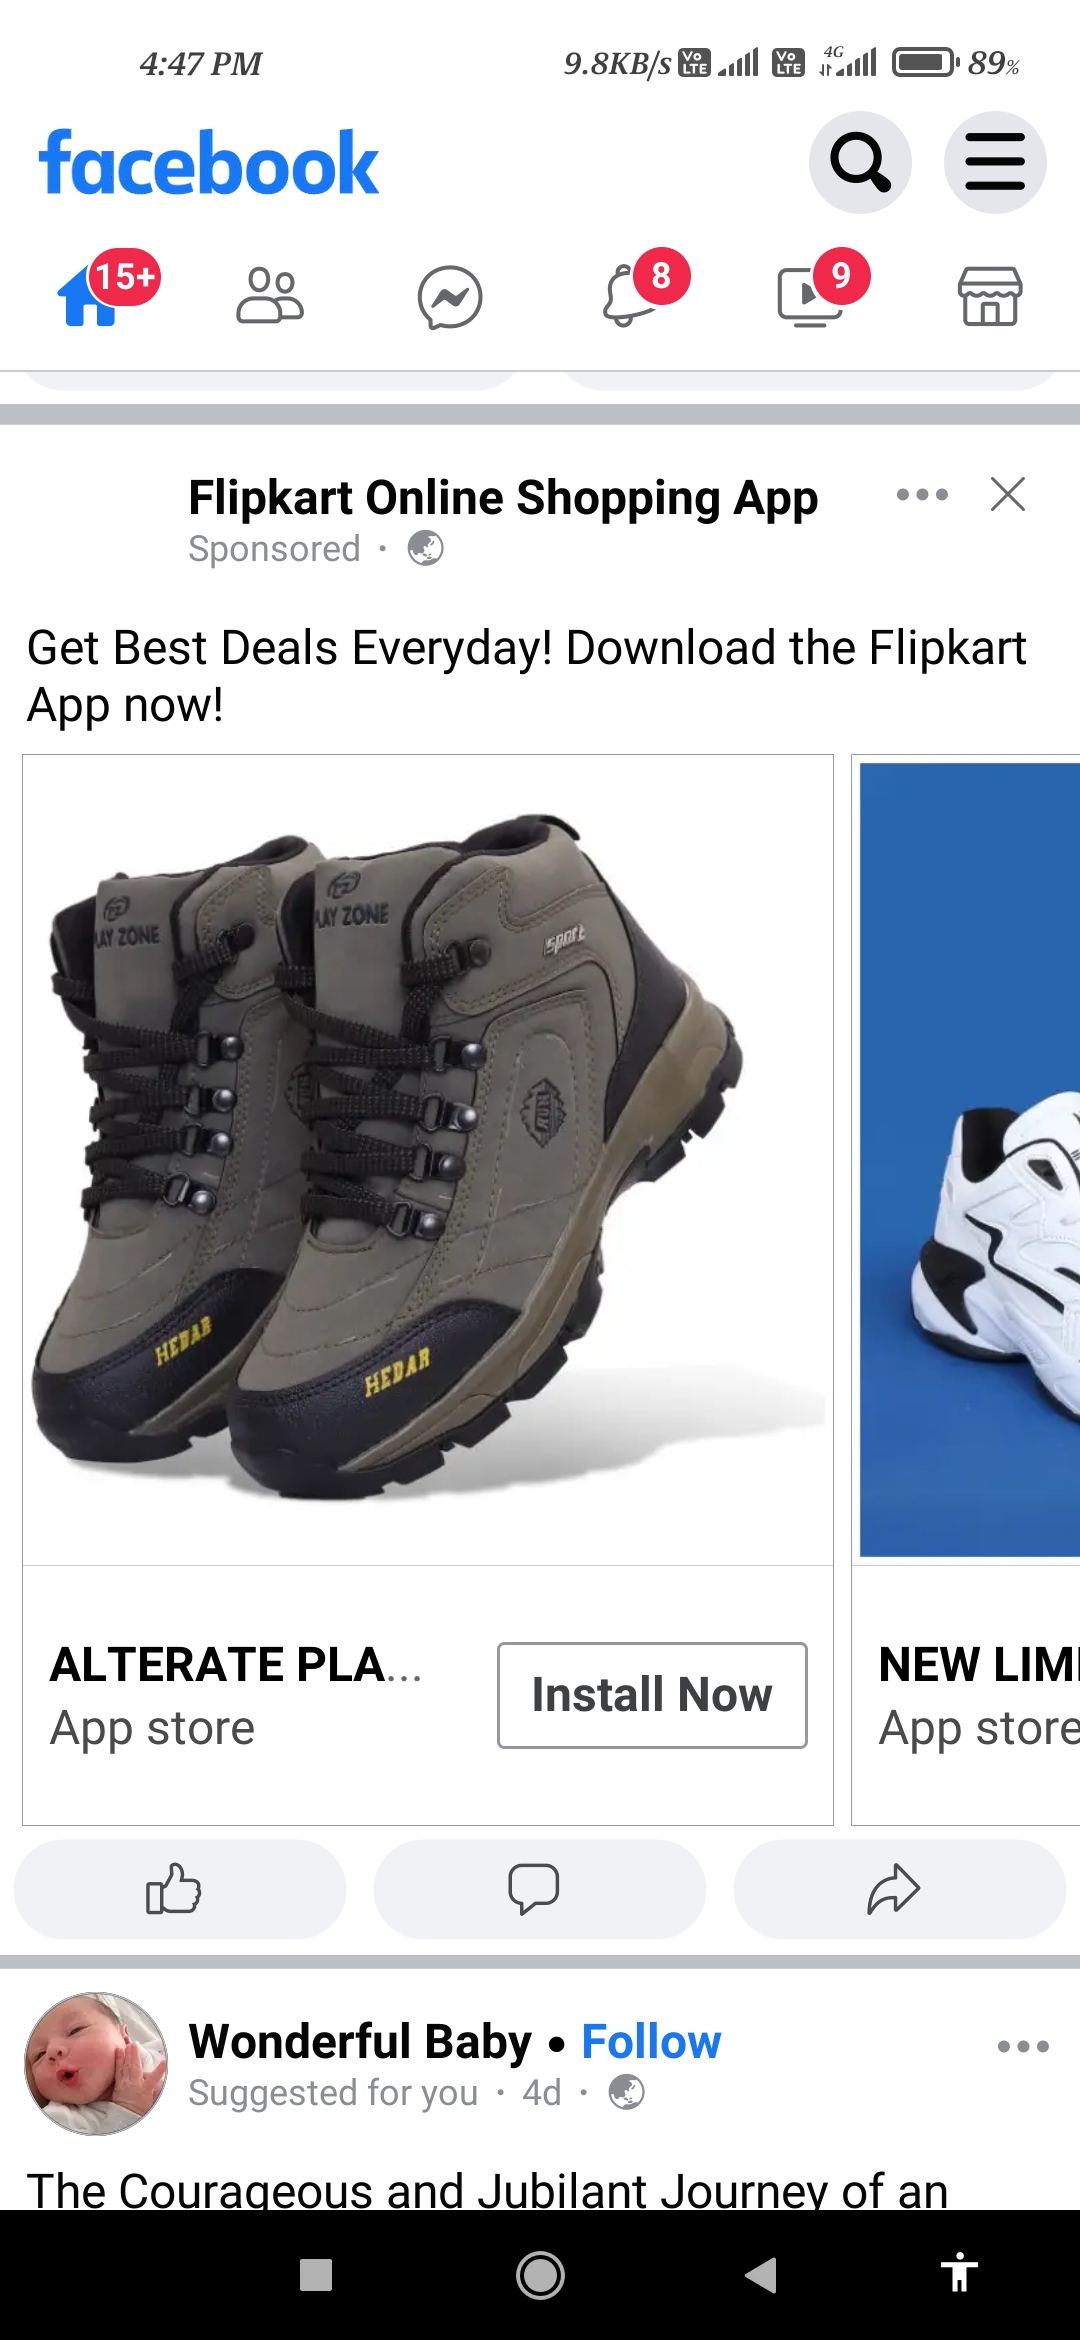 4:47 PM
9.8KB/s Vo LTE Vo LTE 4G 89%
facebook
15+
8
9
Flipkart Online Shopping App
Sponsored ·
Get Best Deals Everyday! Download the Flipkart
App now!
LAY ZONE
LAY ZONE
Sport
HEDAR
HEDAR
ALTERATE PLA...
App store
Install Now
NEW LIM
App store
Wonderful Baby • Follow
Suggested for you · 4d ·
The Courageous and Jubilant Journey of an